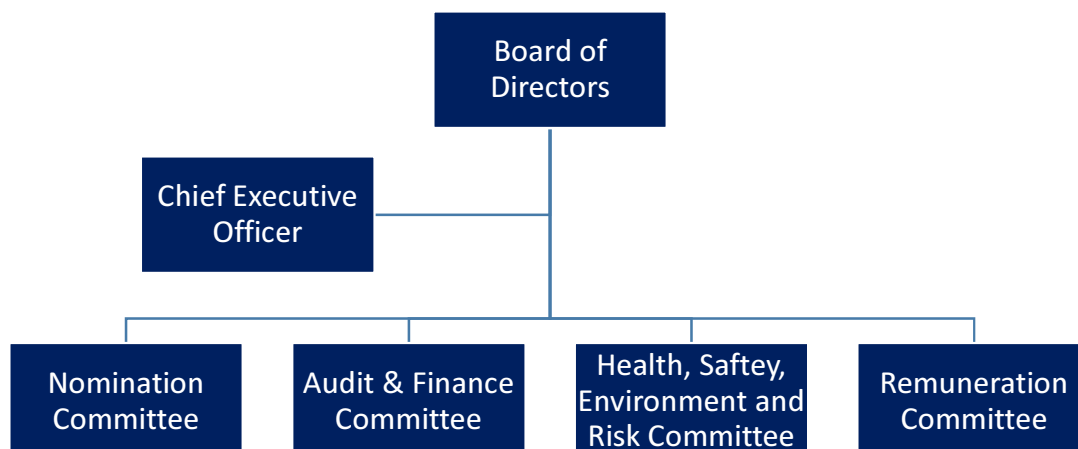 Board of
Directors
Chief Executive
Officer
Nomination
Committee
Audit & Finance
Committee
Health, Saftey,
Environment and
Risk Committee
Remuneration
Committee